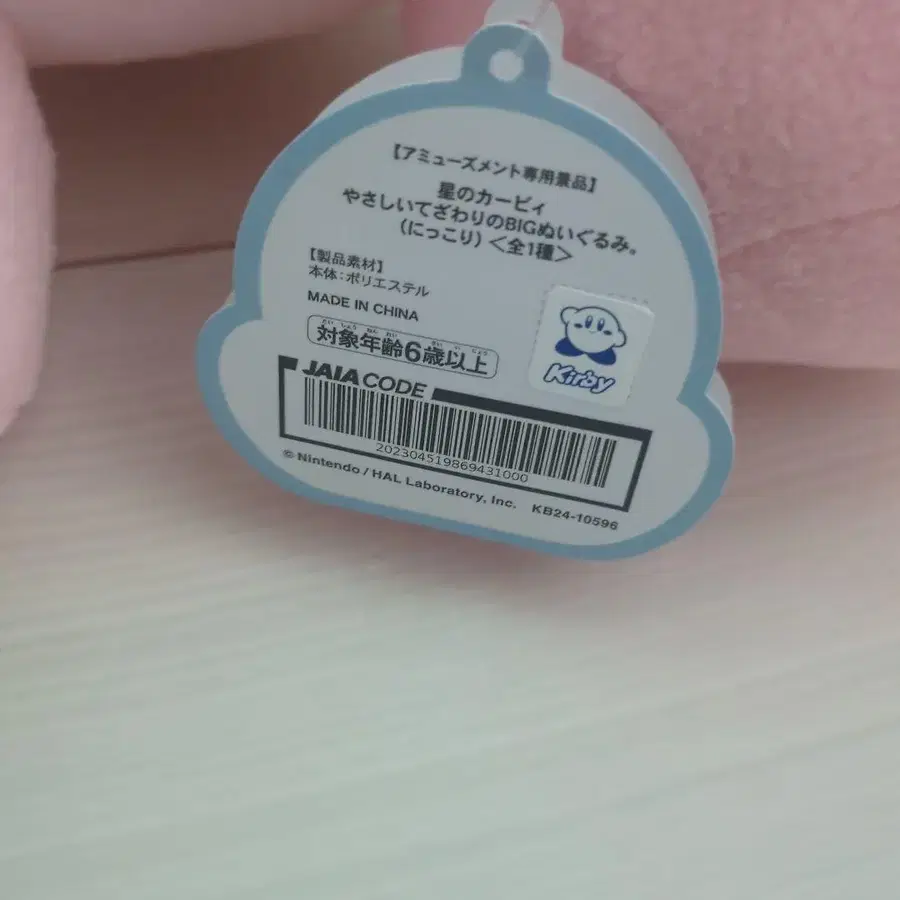 【アミューズメント専用景品】
星のカービィ
やさしいてざわりのBIGぬいぐるみ。
(にっこり)<全1種>
【製品素材】
本体:ポリエステル
MADE IN CHINA
対象年齢6歳以上
Kirby
JAIA CODE
202304519869431000
© Nintendo / HAL Laboratory, Inc. KB24-10596